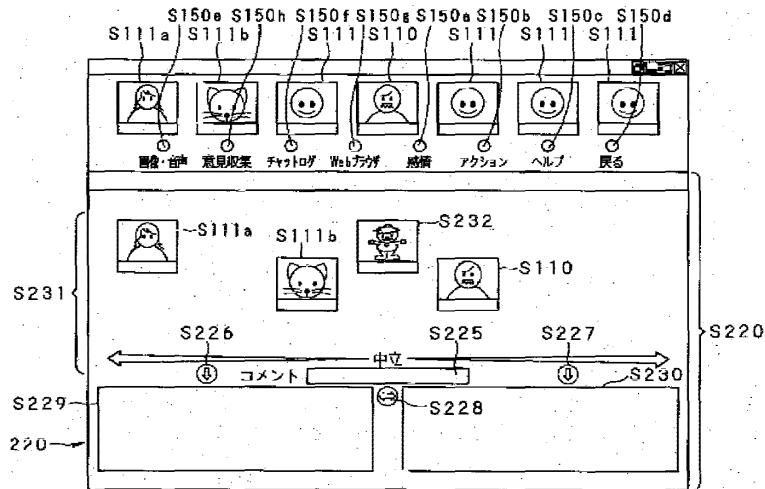 S150e S150h S150f S150g S150a S150b S150c S150d
S111a S111b S111 S110 S111 S111 S111
画像・音声 意見収集 チャットログ Webブラウザ 感情 アクション ヘルプ 戻る
S111a
S111b
S232
S110
S231
S220
S226 S225 S227
中立
コメント
S230
S229
S228
220